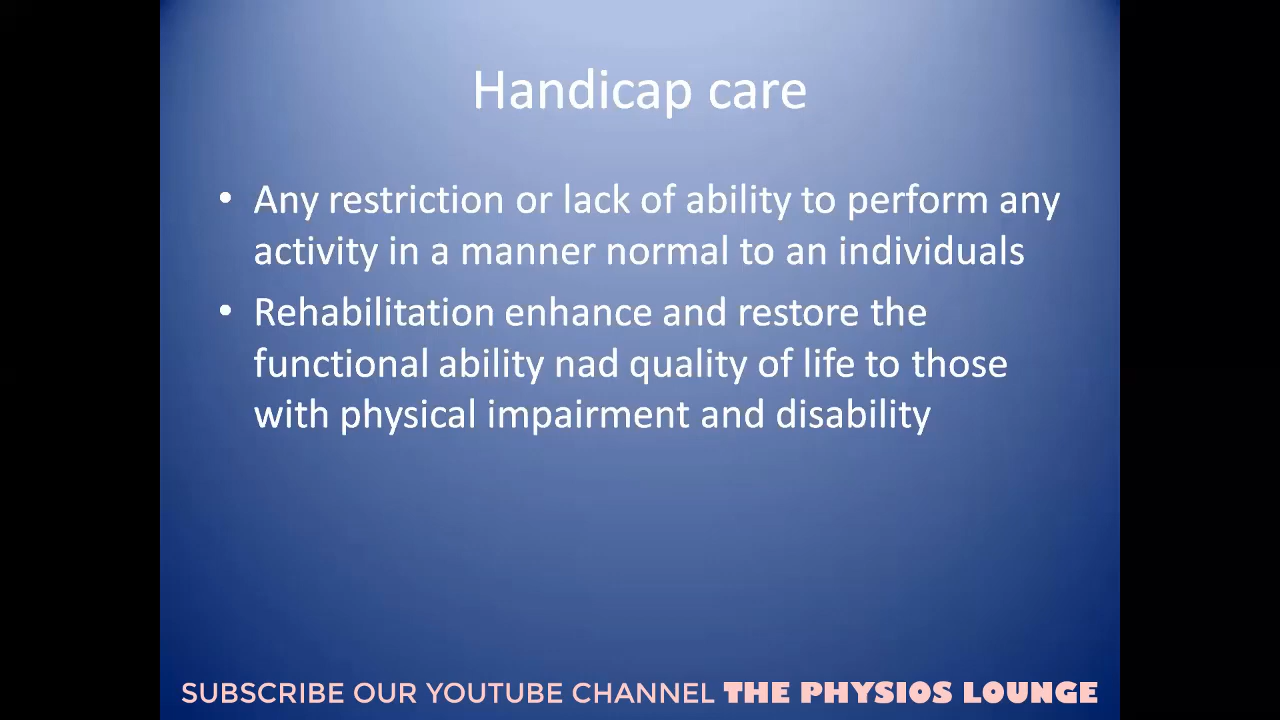 Handicap care
• Any restriction or lack of ability to perform any
activity in a manner normal to an individuals
• Rehabilitation enhance and restore the
functional ability nad quality of life to those
with physical impairment and disability
SUBSCRIBE OUR YOUTUBE CHANNEL THE PHYSIOS LOUNGE